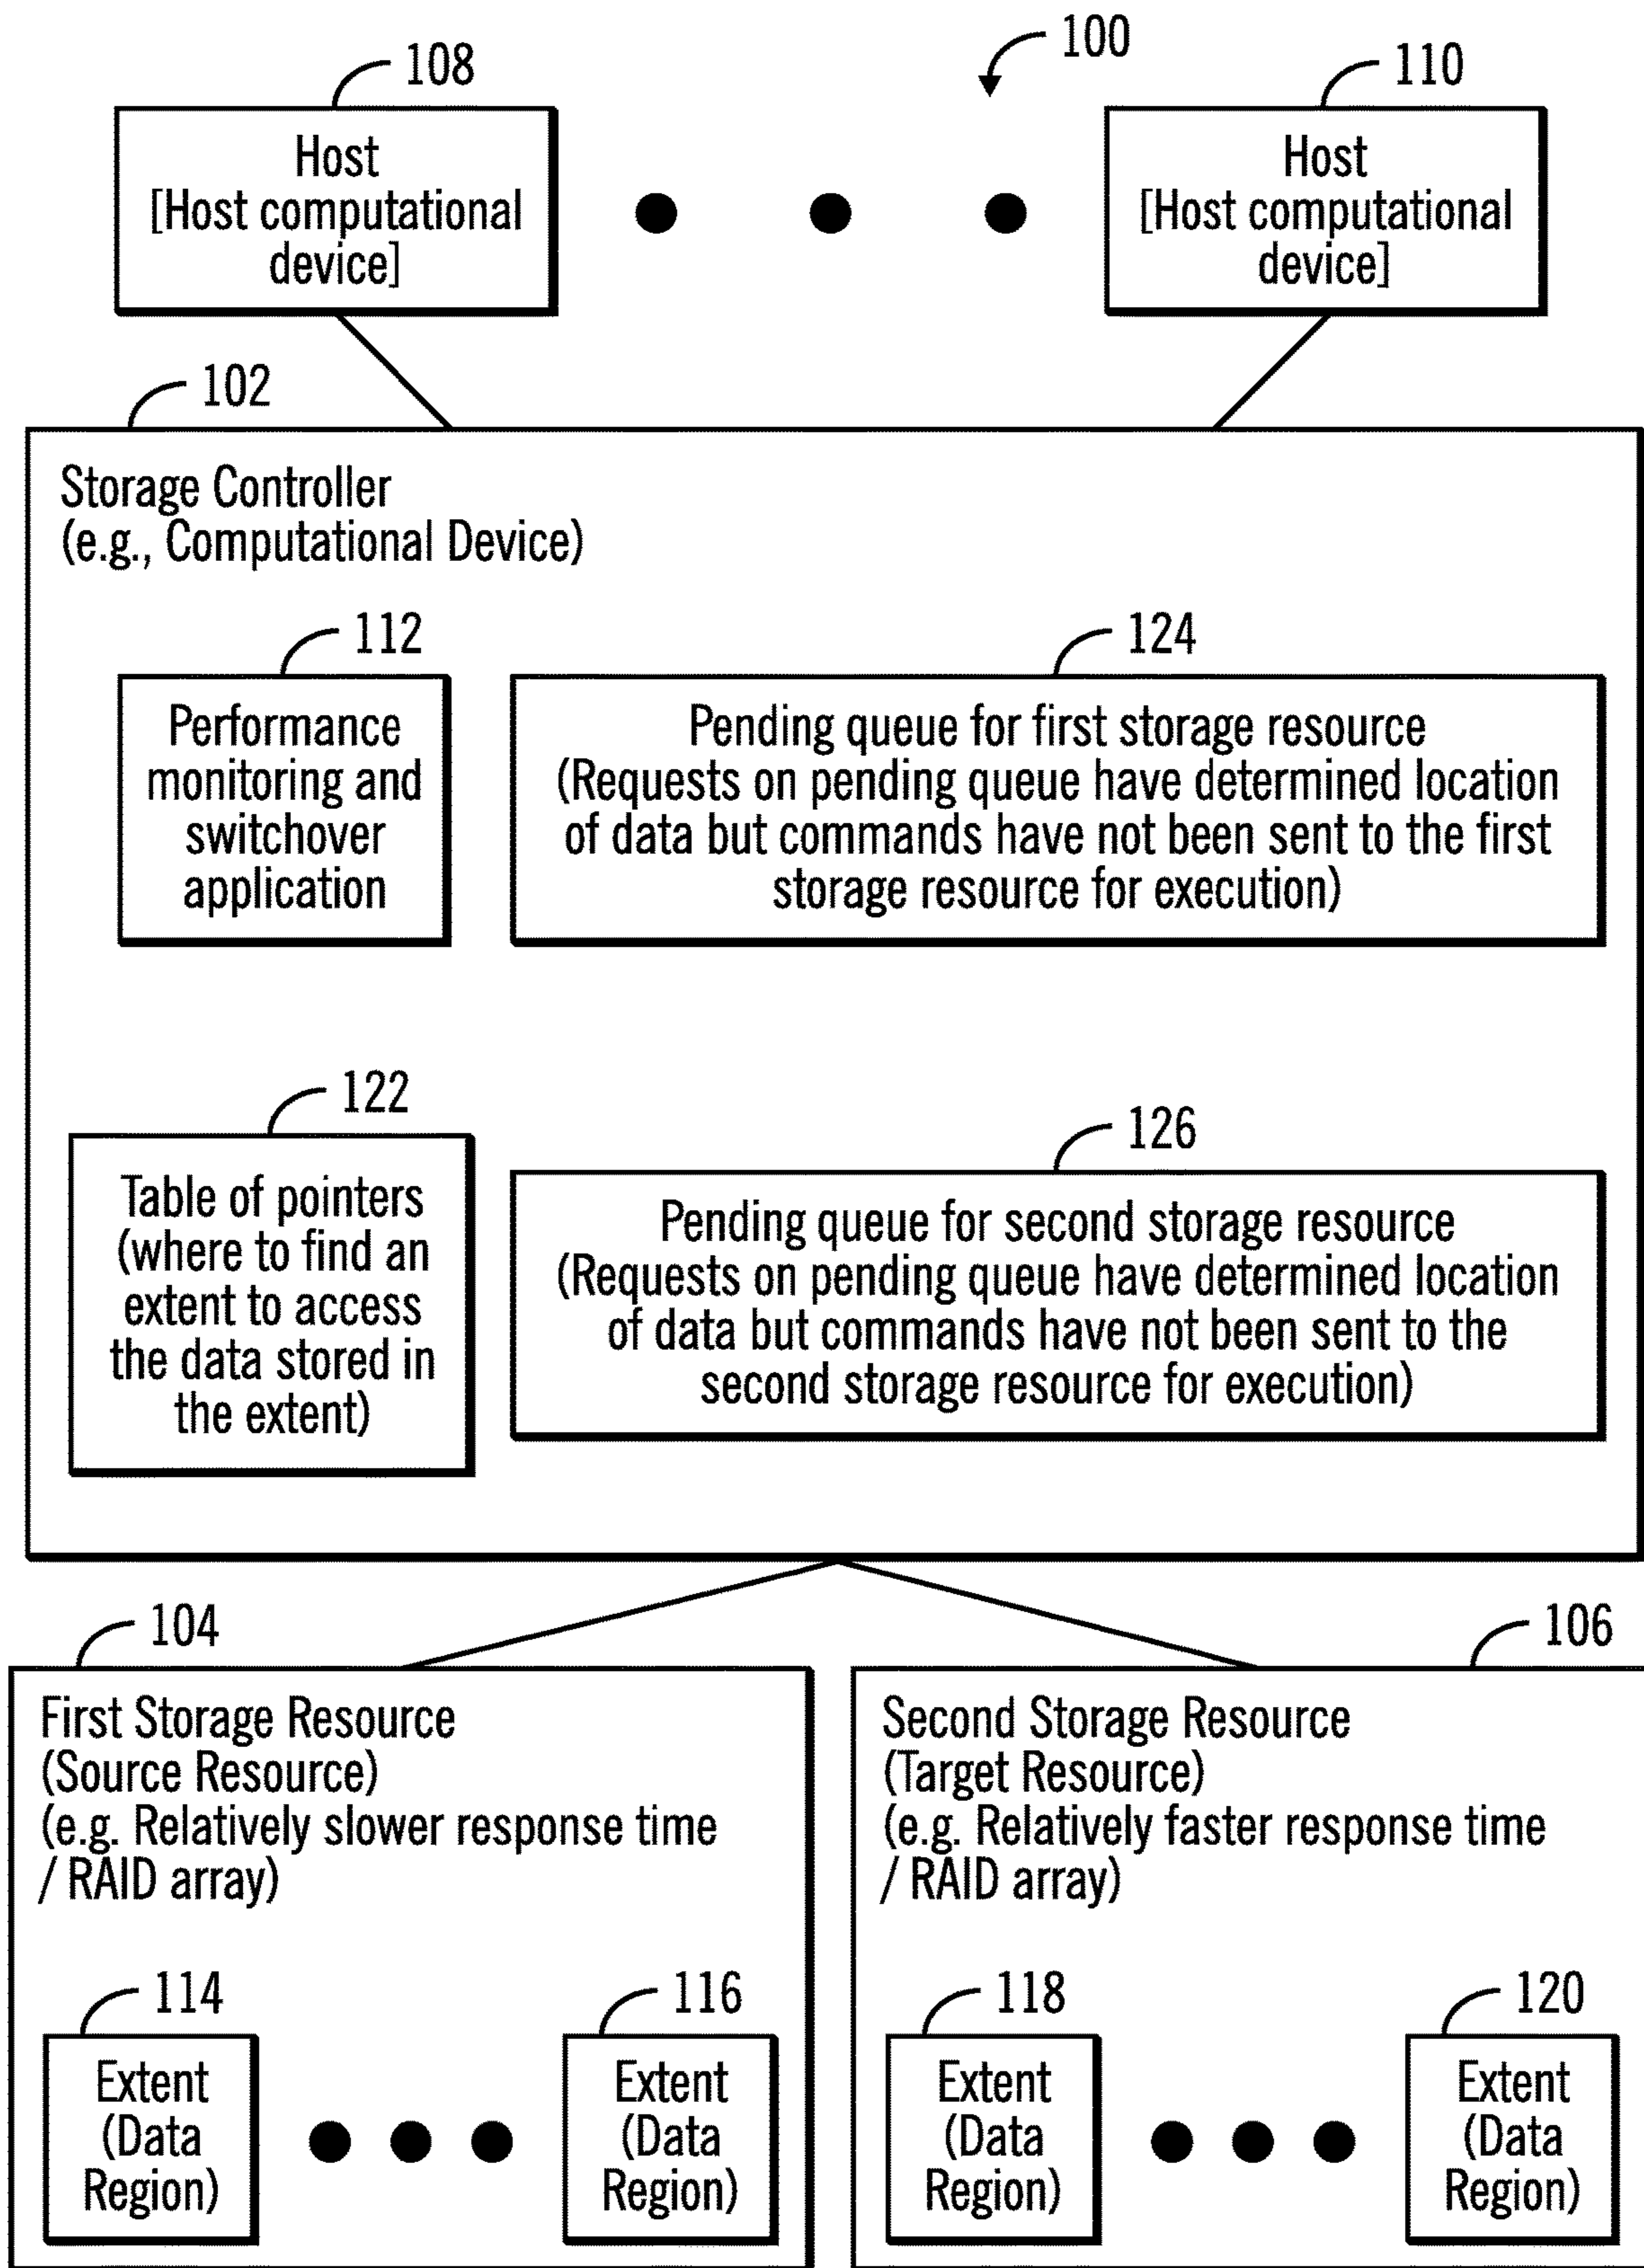 100
108
110
Host
[Host computational
device]
Host
[Host computational
device]
102
Storage Controller
(e.g., Computational Device)
112
Performance
monitoring and
switchover
application
124
Pending queue for first storage resource
(Requests on pending queue have determined location
of data but commands have not been sent to the first
storage resource for execution)
122
Table of pointers
(where to find an
extent to access
the data stored in
the extent)
126
Pending queue for second storage resource
(Requests on pending queue have determined location
of data but commands have not been sent to the
second storage resource for execution)
104
First Storage Resource
(Source Resource)
(e.g. Relatively slower response time
/ RAID array)
114
Extent
(Data
Region)
116
Extent
(Data
Region)
106
Second Storage Resource
(Target Resource)
(e.g. Relatively faster response time
/ RAID array)
118
Extent
(Data
Region)
120
Extent
(Data
Region)